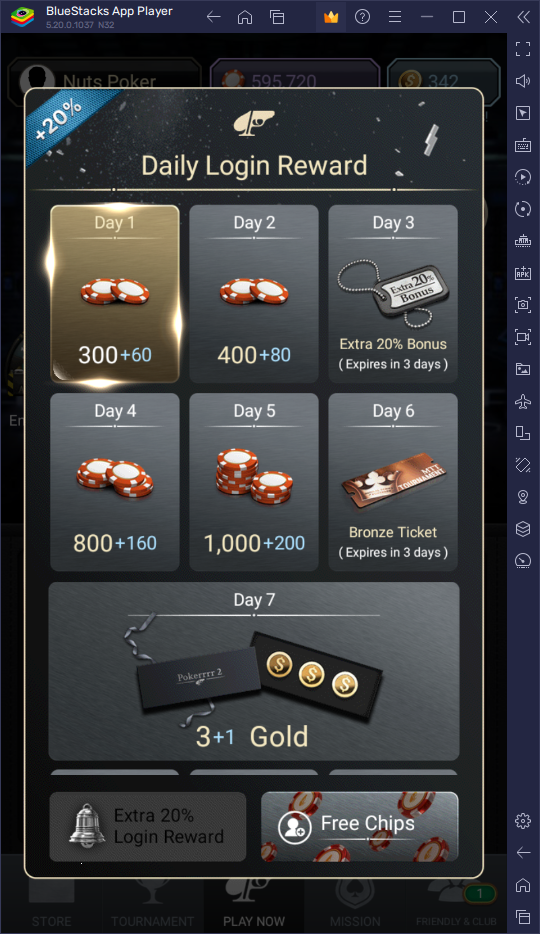 BlueStacks App Player
5.20.0.1037 N32
Nuts Poker
595,720
342
+20%
Daily Login Reward
Day 1
Day 2
Day 3
Extra 20%
Bonus
300+60
400+80
Extra 20% Bonus
( Expires in 3 days )
Day 4
Day 5
Day 6
MTT
TOURNAMENT
800+160
1,000+200
Bronze Ticket
( Expires in 3 days )
Day 7
Pokerrrr 2
3+1 Gold
Extra 20%
Login Reward
Free Chips
1
STORE
TOURNAMENT
PLAY NOW
MISSION
FRIENDLY & CLUB